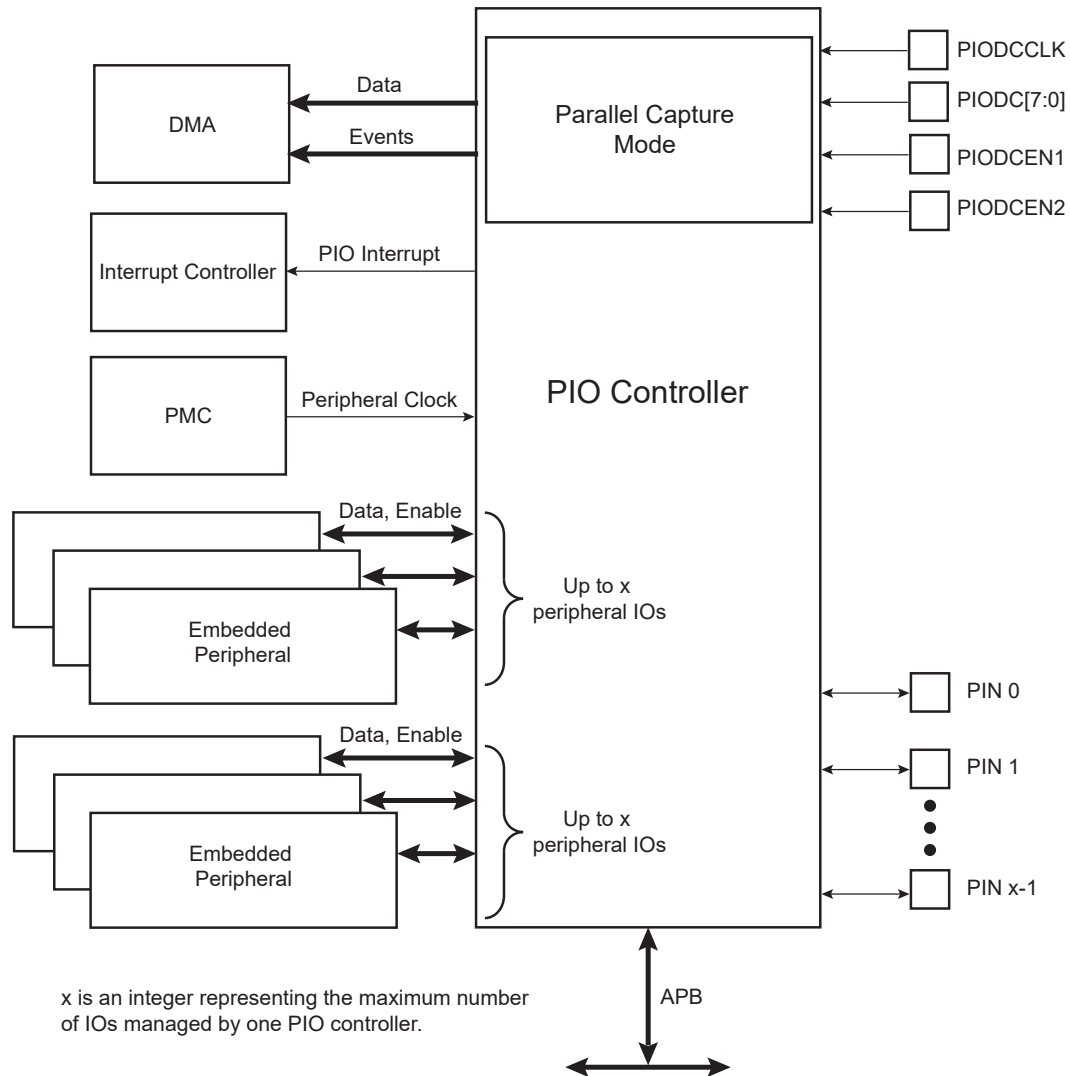 PIODCCLK
Data
PIODC[7:0]
DMA
Parallel Capture
Mode
Events
PIODCEN1
PIODCEN2
PIO Interrupt
Interrupt Controller
PIO Controller
Peripheral Clock
PMC
Data, Enable
Up to x
peripheral IOs
Embedded
Peripheral
PIN 0
Data, Enable
PIN 1
Up to x
peripheral IOs
Embedded
Peripheral
PIN x-1
x is an integer representing the maximum number
of IOs managed by one PIO controller.
APB